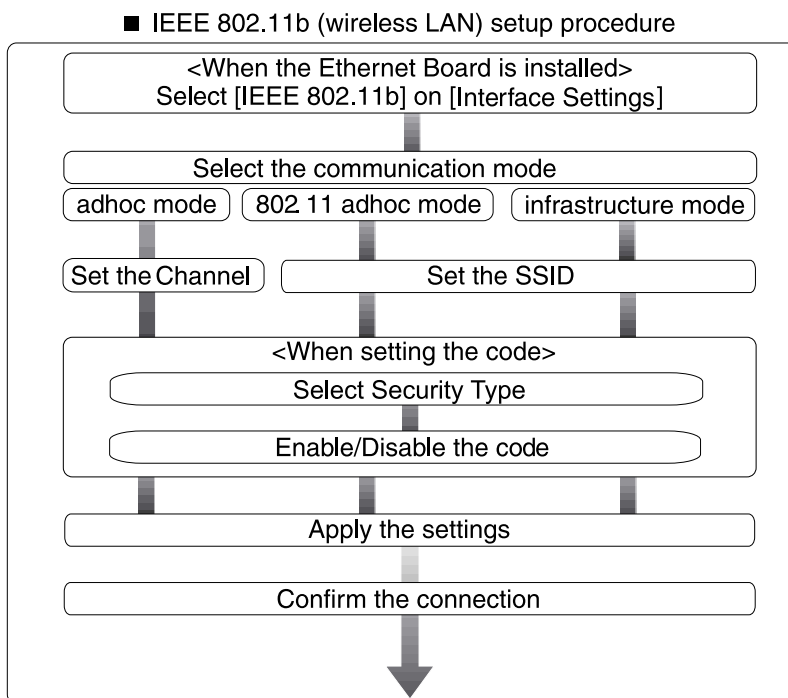 ■ IEEE 802.11b (wireless LAN) setup procedure
<When the Ethernet Board is installed>
Select [IEEE 802.11b] on [Interface Settings]
Select the communication mode
adhoc mode
802.11 adhoc mode
infrastructure mode
Set the Channel
Set the SSID
<When setting the code>
Select Security Type
Enable/Disable the code
Apply the settings
Confirm the connection